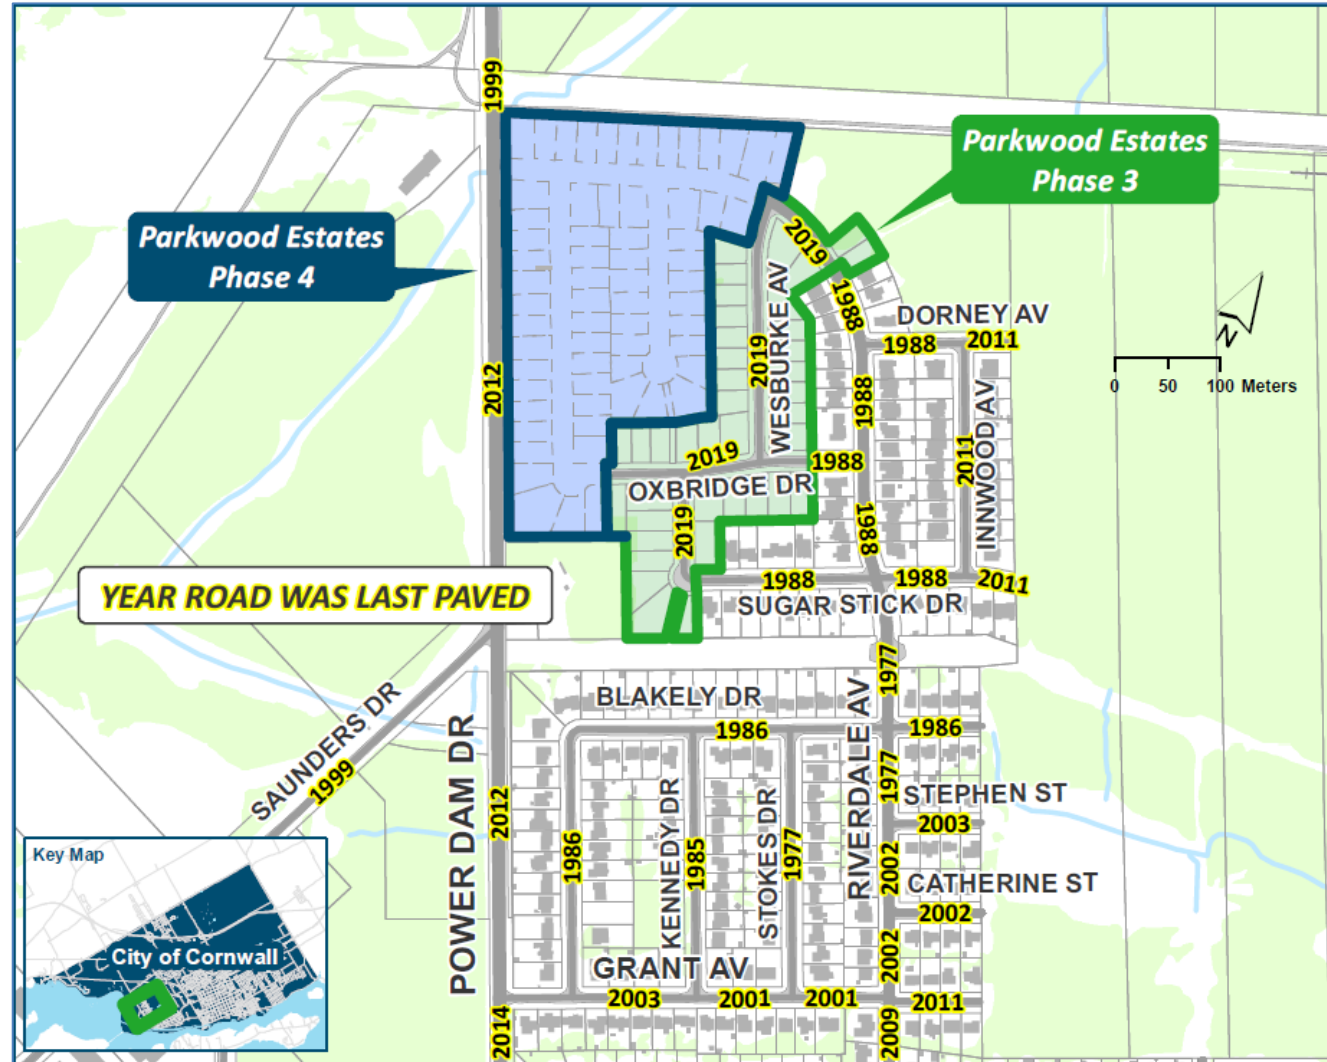 1999
Parkwood Estates
Phase 3
Parkwood Estates
Phase 4
2019
1988
DORNEY AV
1988
2011
N
0 50 100 Meters
WESBURKE AV
2019
2012
1988
INNWOOD AV
2011
2019
1988
OXBRIDGE DR
2019
1988
YEAR ROAD WAS LAST PAVED
1988
1988
2011
SUGAR STICK DR
1977
BLAKELY DR
1986
1986
RIVERDALE AV
SAUNDERS DR
1999
POWER DAM DR
2012
1977
STEPHEN ST
2003
1986
KENNEDY DR
1985
STOKES DR
1977
2002
CATHERINE ST
2002
2002
GRANT AV
2003
2001
2001
2011
2014
2009
Key Map
City of Cornwall